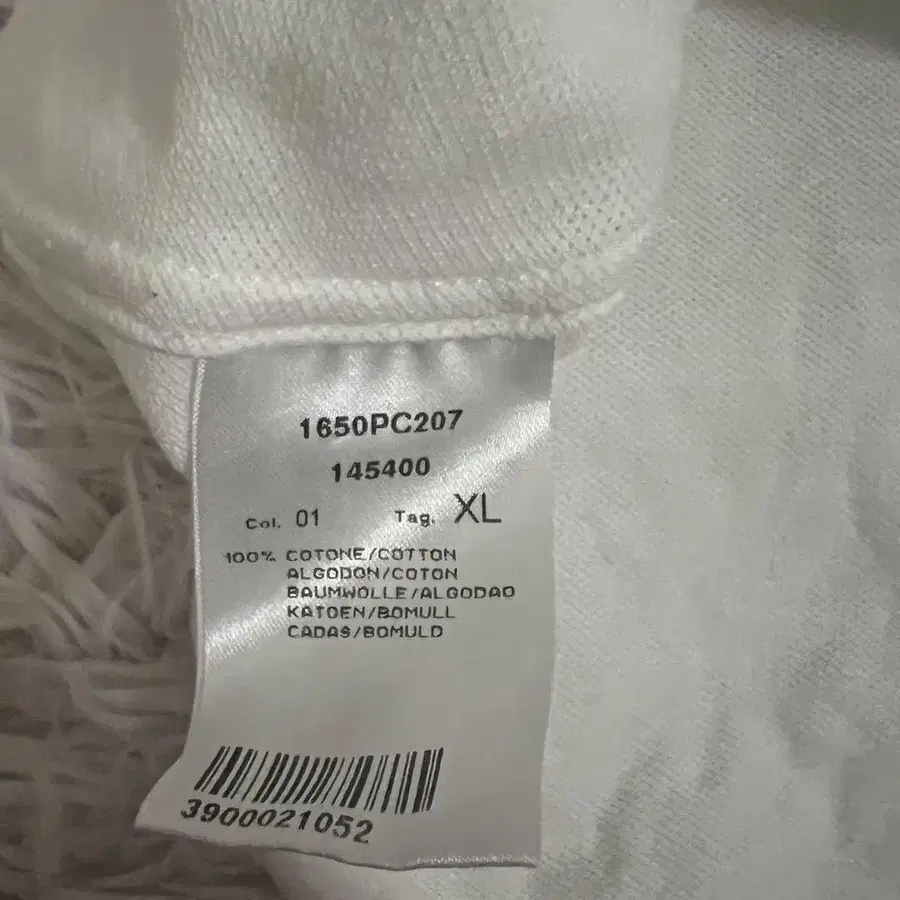 1650PC207
145400
Col. 01 Tag. XL
100% COTONE/COTTON
ALGODON/COTON
BAUMWOLLE/ALGODAO
KATOEN/BOMULL
CADAS/BOMULD
3900021052